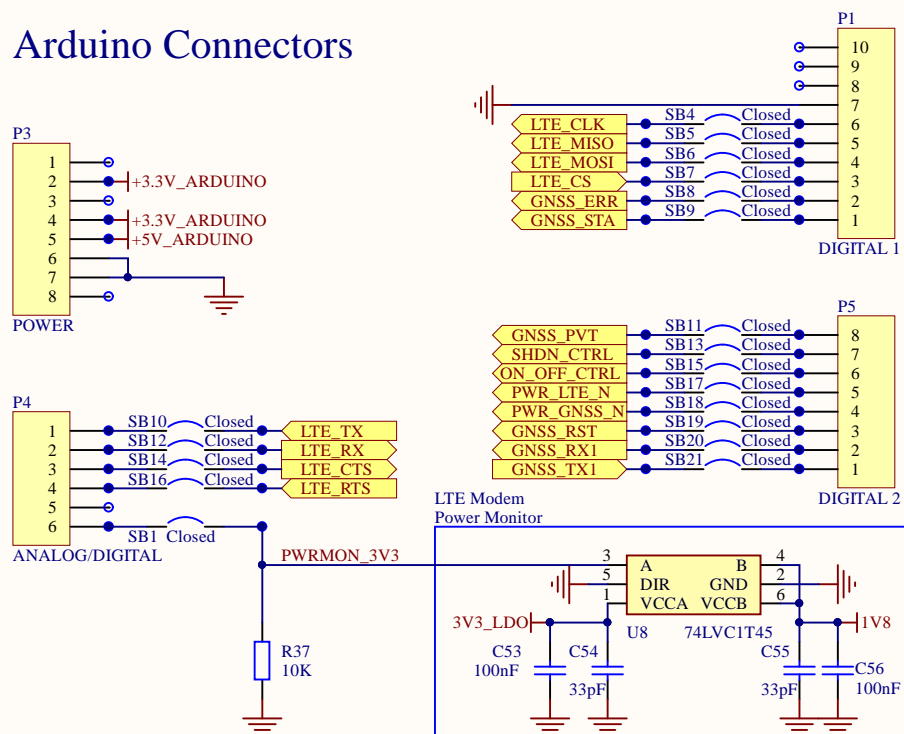 Arduino Connectors
P1
10
9
8
7
6
5
4
3
2
1
DIGITAL 1
LTE_CLK SB4 Closed
LTE_MISO SB5 Closed
LTE_MOSI SB6 Closed
LTE_CS SB7 Closed
GNSS_ERR SB8 Closed
GNSS_STA SB9 Closed
P3
1
2 +3.3V_ARDUINO
3
4 +3.3V_ARDUINO
5 +5V_ARDUINO
6
7
8
POWER
P5
GNSS_PVT SB11 Closed 8
SHDN_CTRL SB13 Closed 7
ON_OFF_CTRL SB15 Closed 6
PWR_LTE_N SB17 Closed 5
PWR_GNSS_N SB18 Closed 4
GNSS_RST SB19 Closed 3
GNSS_RX1 SB20 Closed 2
GNSS_TX1 SB21 Closed 1
DIGITAL 2
P4
1 SB10 Closed LTE_TX
2 SB12 Closed LTE_RX
3 SB14 Closed LTE_CTS
4 SB16 Closed LTE_RTS
5
6
SB1 Closed
ANALOG/DIGITAL
LTE Modem
Power Monitor
PWRMON_3V3
3 A B 4
5 DIR GND 2
1 VCCA VCCB 6
U8 74LVC1T45
3V3_LDO
1V8
R37
10K
C53
100nF
C54
33pF
C55
33pF
C56
100nF